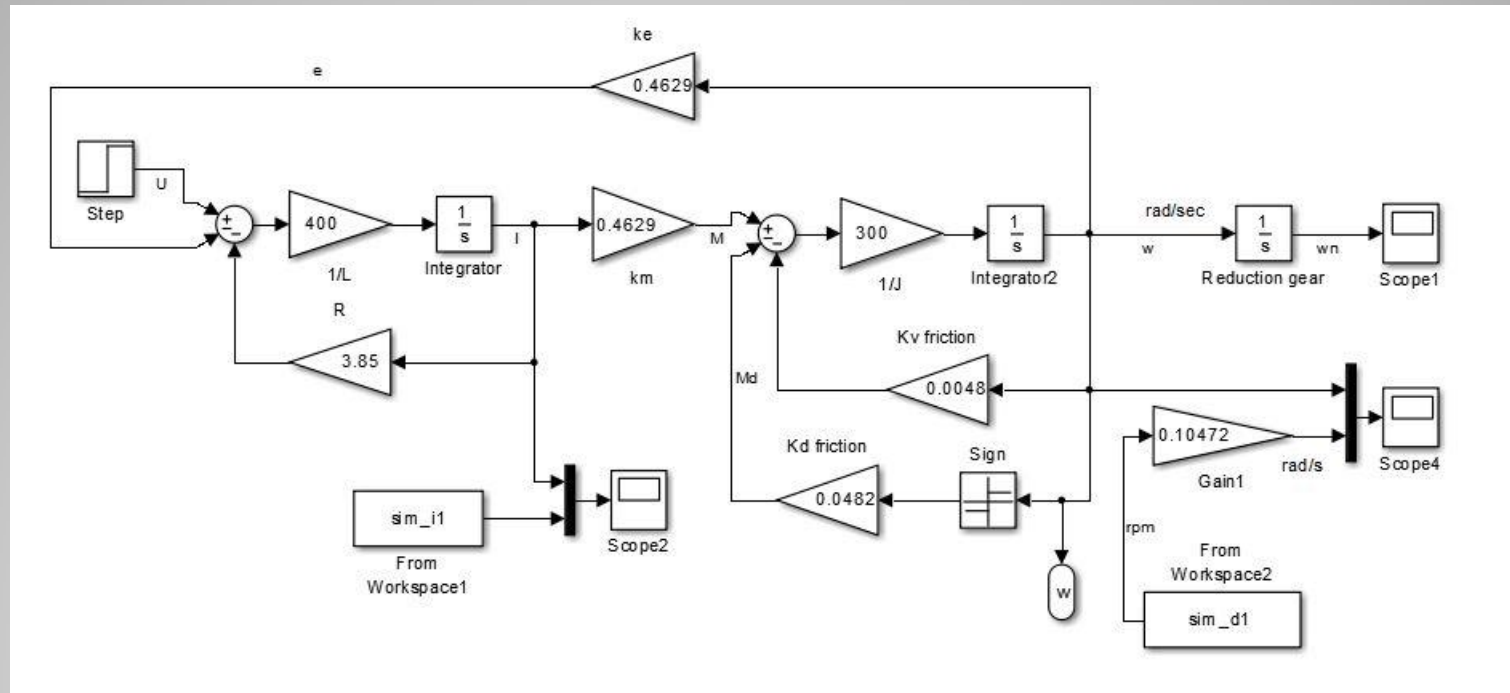 ke
e
0.4629
Step
U
+
−
−
400
1/L
1
s
Integrator
I
0.4629
km
M
+
−
−
300
1/J
1
s
Integrator2
rad/sec
w
1
s
Reduction gear
wn
Scope1
R
3.85
Kv friction
0.0048
Md
Kd friction
0.0482
Sign
w
0.10472
Gain1
rad/s
Scope4
rpm
sim_i1
From
Workspace1
Scope2
From
Workspace2
sim_d1